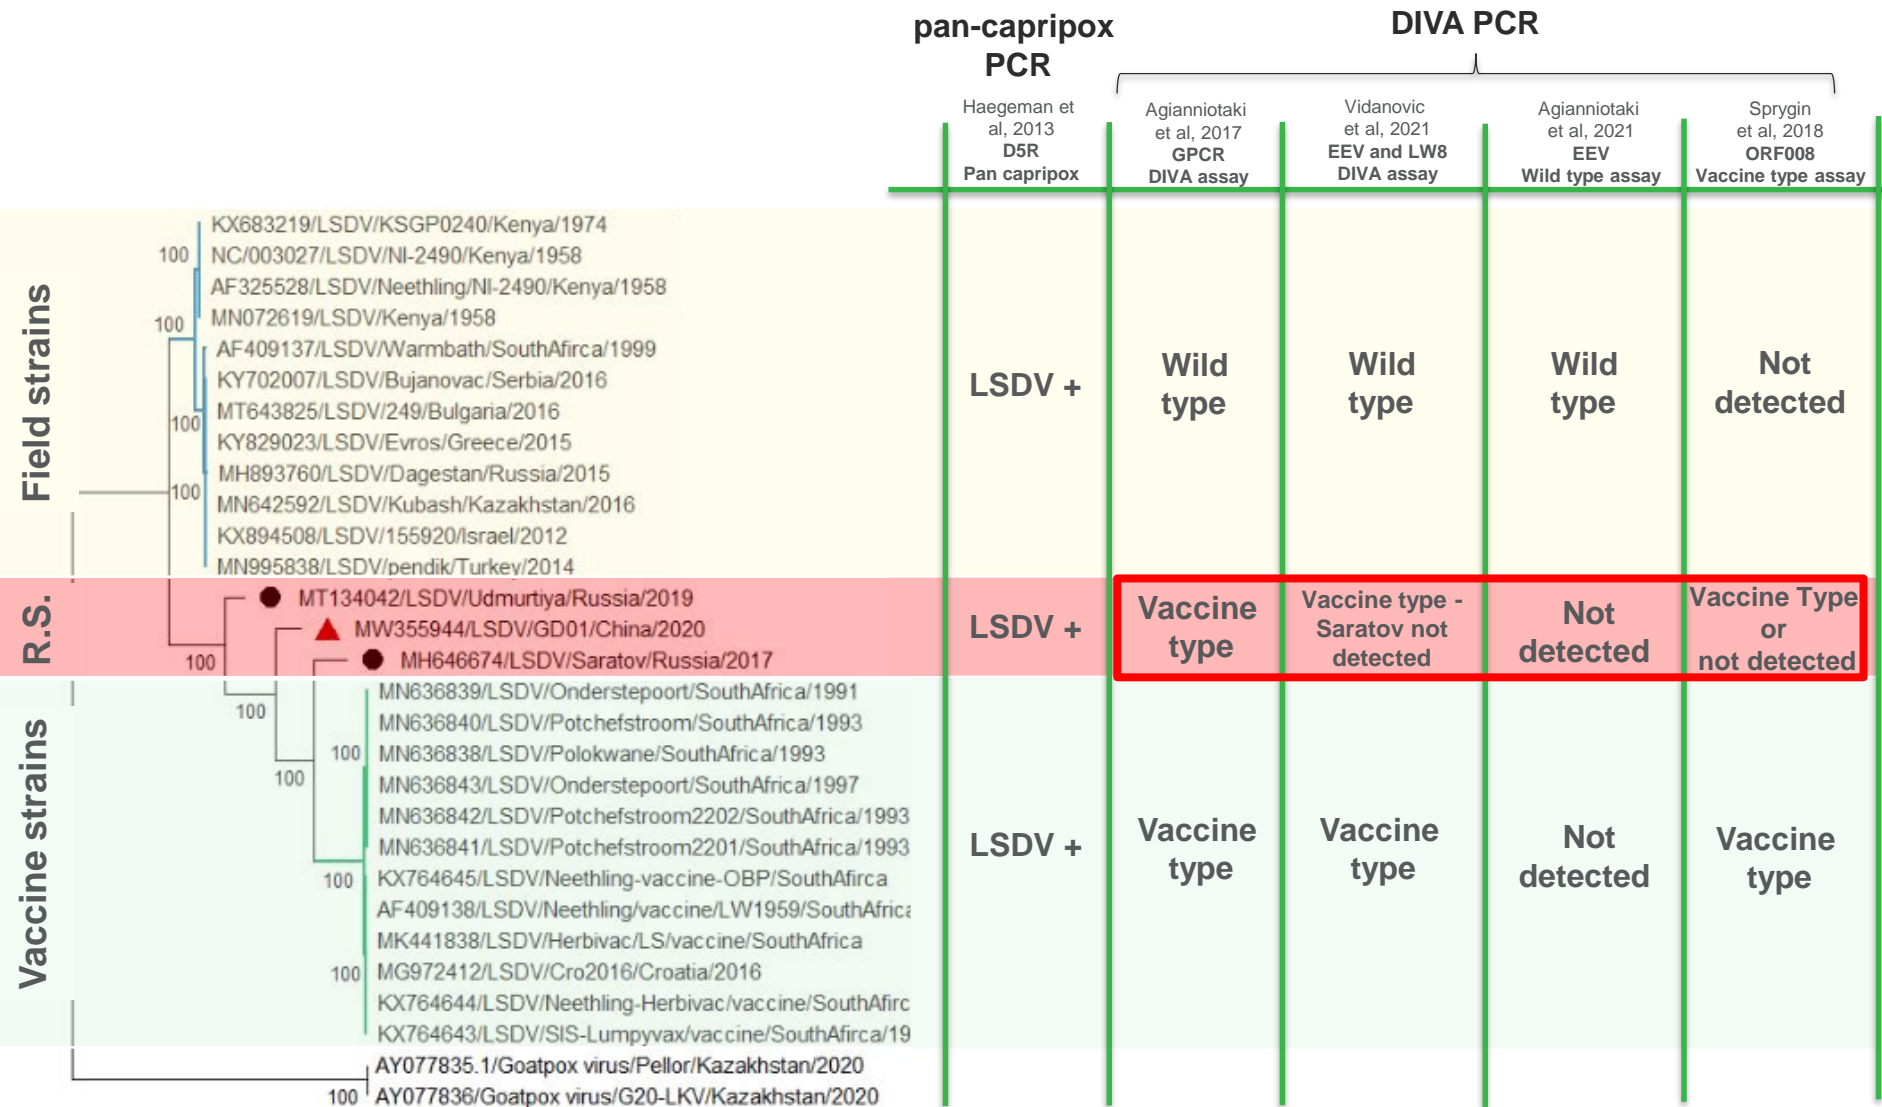 pan-capripox
PCR
DIVA PCR
Haegeman et
al, 2013
D5R
Pan capripox
Agianniotaki
et al, 2017
GPCR
DIVA assay
Vidanovic
et al, 2021
EEV and LW8
DIVA assay
Agianniotaki
et al, 2021
EEV
Wild type assay
Sprygin
et al, 2018
ORF008
Vaccine type assay
Field strains
KX683219/LSDV/KSGP0240/Kenya/1974
100
NC/003027/LSDV/NI-2490/Kenya/1958
AF325528/LSDV/Neethling/NI-2490/Kenya/1958
100
MN072619/LSDV/Kenya/1958
AF409137/LSDV/Warmbath/SouthAfirca/1999
KY702007/LSDV/Bujanovac/Serbia/2016
MT643825/LSDV/249/Bulgaria/2016
100
KY829023/LSDV/Evros/Greece/2015
MH893760/LSDV/Dagestan/Russia/2015
100
MN642592/LSDV/Kubash/Kazakhstan/2016
KX894508/LSDV/155920/Israel/2012
MN995838/LSDV/pendik/Turkey/2014
LSDV +
Wild
type
Wild
type
Wild
type
Not
detected
R.S.
MT134042/LSDV/Udmurtiya/Russia/2019
MW355944/LSDV/GD01/China/2020
100
MH646674/LSDV/Saratov/Russia/2017
LSDV +
Vaccine
type
Vaccine type -
Saratov not
detected
Not
detected
Vaccine Type
or
not detected
Vaccine strains
MN636839/LSDV/Onderstepoort/SouthAfrica/1991
100
MN636840/LSDV/Potchefstroom/SouthAfrica/1993
100
MN636838/LSDV/Polokwane/SouthAfrica/1993
100
MN636843/LSDV/Onderstepoort/SouthAfrica/1997
MN636842/LSDV/Potchefstroom2202/SouthAfrica/1993
MN636841/LSDV/Potchefstroom2201/SouthAfrica/1993
100
KX764645/LSDV/Neethling-vaccine-OBP/SouthAfirca
AF409138/LSDV/Neethling/vaccine/LW1959/SouthAfrica
MK441838/LSDV/Herbivac/LS/vaccine/SouthAfrica
100
MG972412/LSDV/Cro2016/Croatia/2016
KX764644/LSDV/Neethling-Herbivac/vaccine/SouthAfirc
KX764643/LSDV/SIS-Lumpyvax/vaccine/SouthAfirca/19
LSDV +
Vaccine
type
Vaccine
type
Not
detected
Vaccine
type
AY077835.1/Goatpox virus/Pellor/Kazakhstan/2020
100
AY077836/Goatpox virus/G20-LKV/Kazakhstan/2020